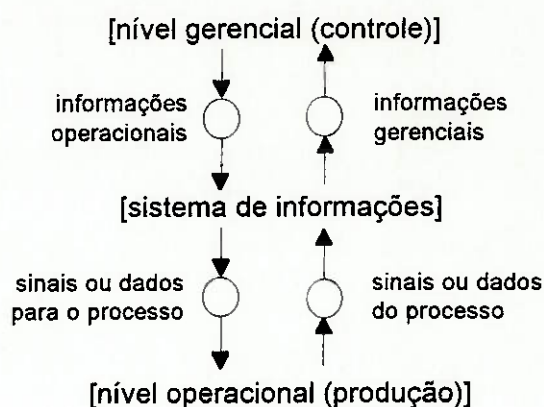 [nível gerencial (controle)]
informações
operacionais
informações
gerenciais
[sistema de informações]
sinais ou dados
para o processo
sinais ou dados
do processo
[nível operacional (produção)]